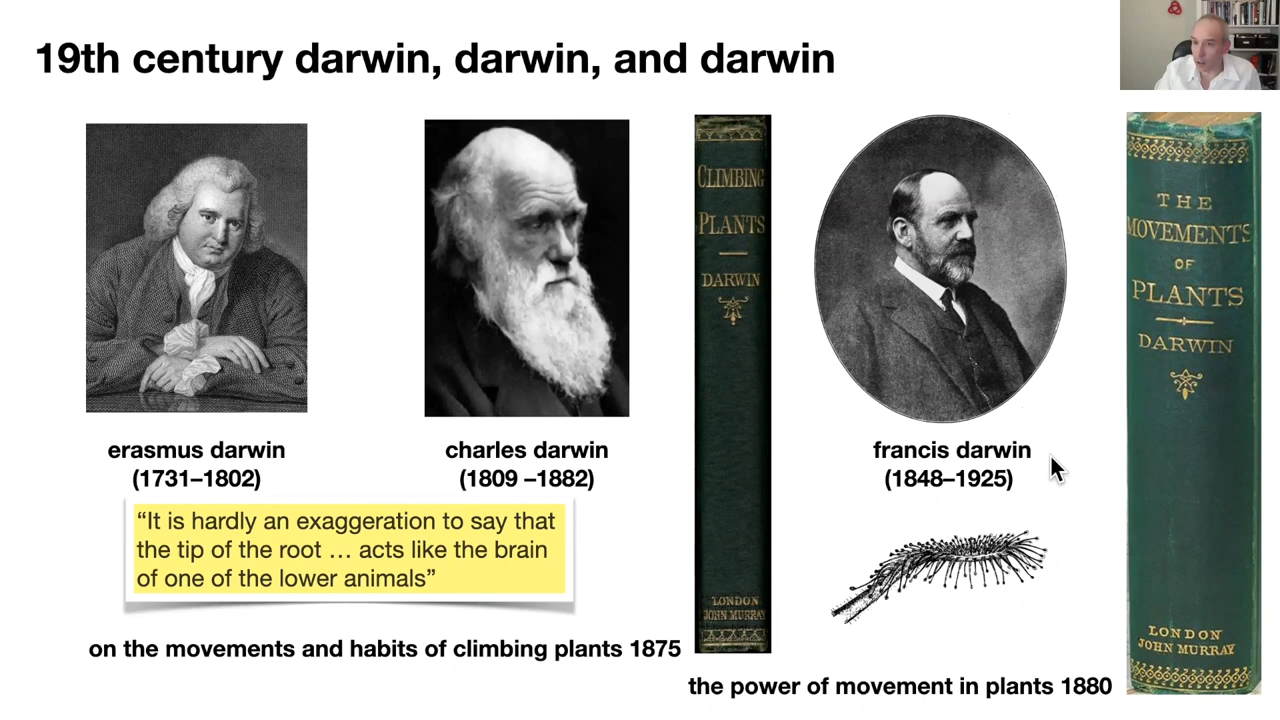 19th century darwin, darwin, and darwin
erasmus darwin
(1731–1802)
charles darwin
(1809 –1882)
“It is hardly an exaggeration to say that
the tip of the root … acts like the brain
of one of the lower animals”
on the movements and habits of climbing plants 1875
CLIMBING
PLANTS
DARWIN
LONDON
JOHN MURRAY
francis darwin
(1848–1925)
the power of movement in plants 1880
THE
MOVEMENTS
OF
PLANTS
DARWIN
LONDON
JOHN MURRAY